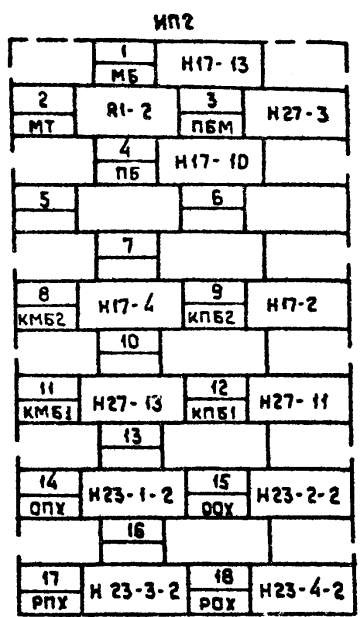 ИП2
1
МБ Н17-13
2 3
МТ Я1-2 ПБМ Н27-3
4
ПБ Н17-10
5 6
7
8 9
КМБ2 Н17-4 КПБ2 Н17-2
10
11 12
КМБ1 Н27-13 КПБ1 Н27-11
13
14 15
ОПХ Н23-1-2 ООХ Н23-2-2
16
17 18
РПХ Н23-3-2 РОХ Н23-4-2